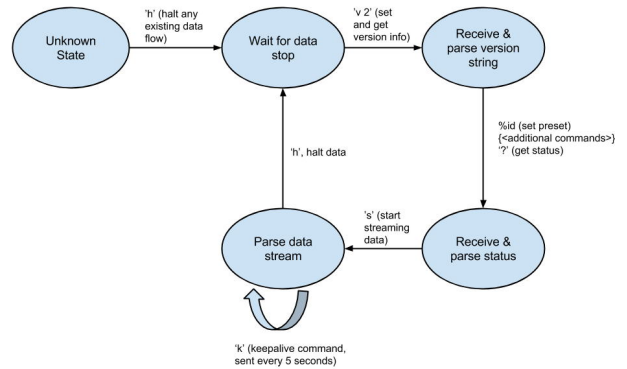 'h' (halt any
existing data
flow)
'v 2' (set
and get
version info)
Unknown
State
Wait for data
stop
Receive &
parse version
string
%id (set preset)
{<additional commands>}
'?' (get status)
'h', halt data
's' (start
streaming
data)
Parse data
stream
Receive &
parse status
'k' (keepalive command,
sent every 5 seconds)